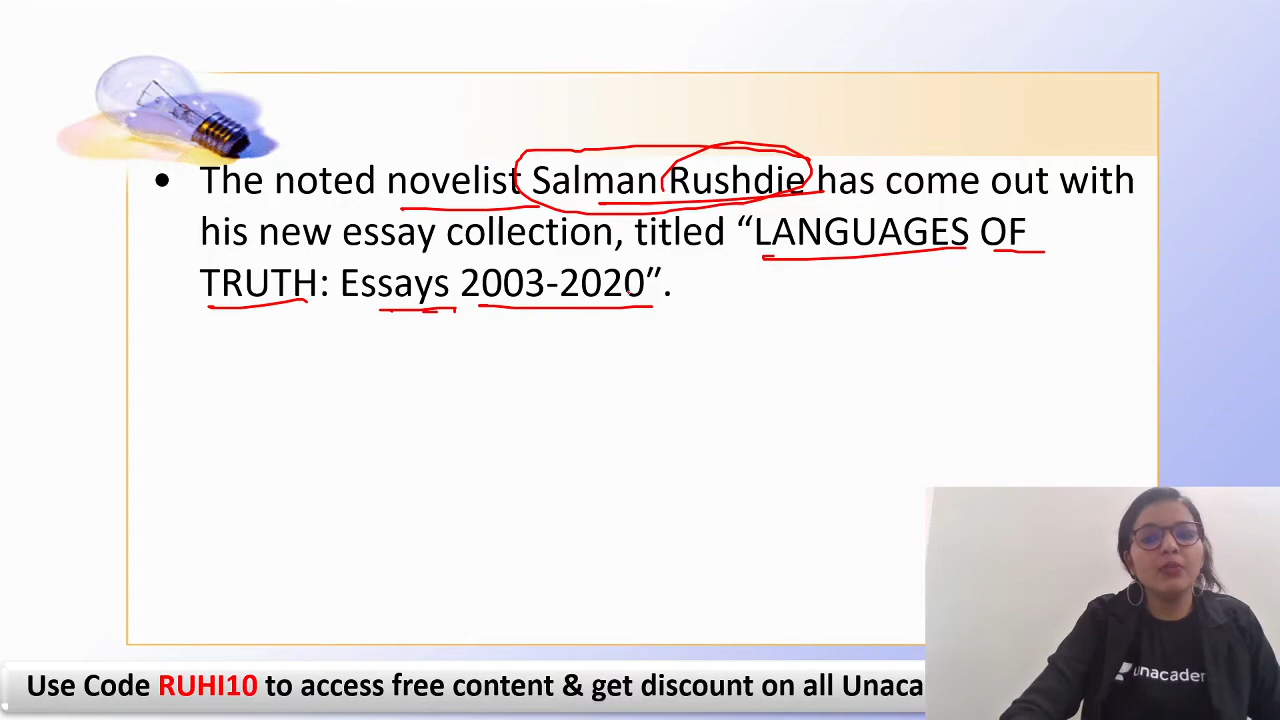 • The noted novelist Salman Rushdie has come out with
his new essay collection, titled “LANGUAGES OF
TRUTH: Essays 2003-2020”.
unacadem
Use Code RUHI10 to access free content & get discount on all Unaca